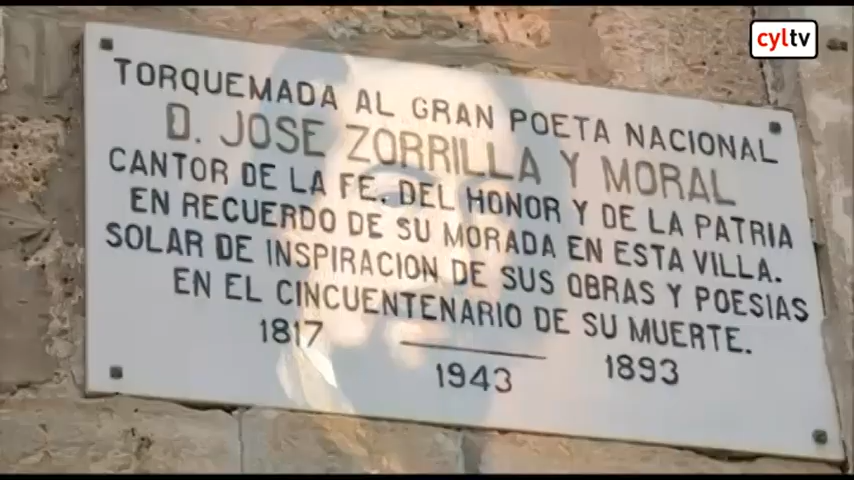 cyltv
TORQUEMADA AL GRAN POETA NACIONAL
D. JOSE ZORRILLA Y MORAL
CANTOR DE LA FE. DEL HONOR Y DE LA PATRIA
EN RECUERDO DE SU MORADA EN ESTA VILLA.
SOLAR DE INSPIRACION DE SUS OBRAS Y POESIAS
EN EL CINCUENTENARIO DE SU MUERTE.
1817 1893
1943